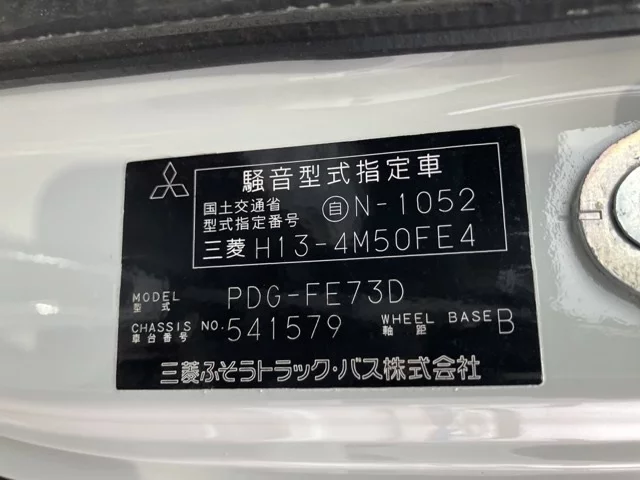 騒音型式指定車
国土交通省
型式指定番号 自N-1052
三菱 H13-4M50FE4
MODEL
型式 PDG-FE73D
CHASSIS NO. 541579 WHEEL BASE B
車台番号 軸距
三菱ふそうトラック・バス株式会社